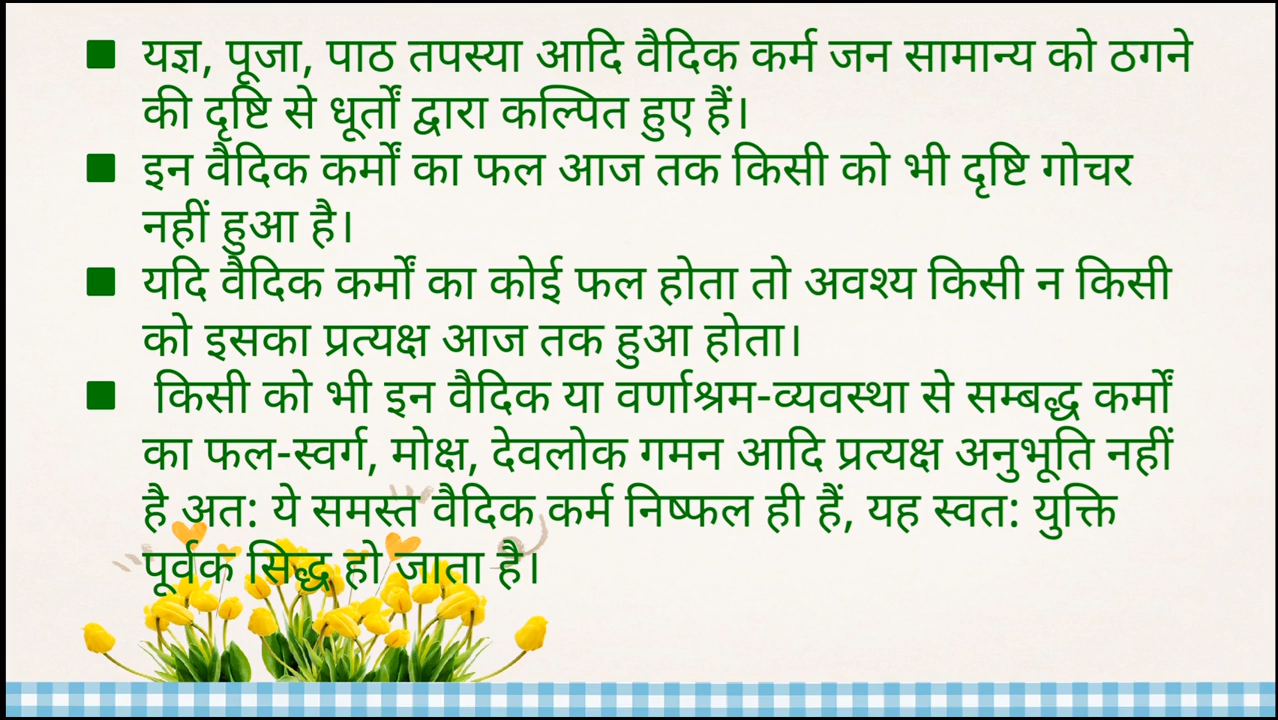 ■ यज्ञ, पूजा, पाठ तपस्या आदि वैदिक कर्म जन सामान्य को ठगने
की दृष्टि से धूर्तों द्वारा कल्पित हुए हैं।
■ इन वैदिक कर्मों का फल आज तक किसी को भी दृष्टि गोचर
नहीं हुआ है।
■ यदि वैदिक कर्मों का कोई फल होता तो अवश्य किसी न किसी
को इसका प्रत्यक्ष आज तक हुआ होता।
■ किसी को भी इन वैदिक या वर्णाश्रम-व्यवस्था से सम्बद्ध कर्मों
का फल-स्वर्ग, मोक्ष, देवलोक गमन आदि प्रत्यक्ष अनुभूति नहीं
है अत: ये समस्त वैदिक कर्म निष्फल ही हैं, यह स्वत: युक्ति
पूर्वक सिद्ध हो जाता है।